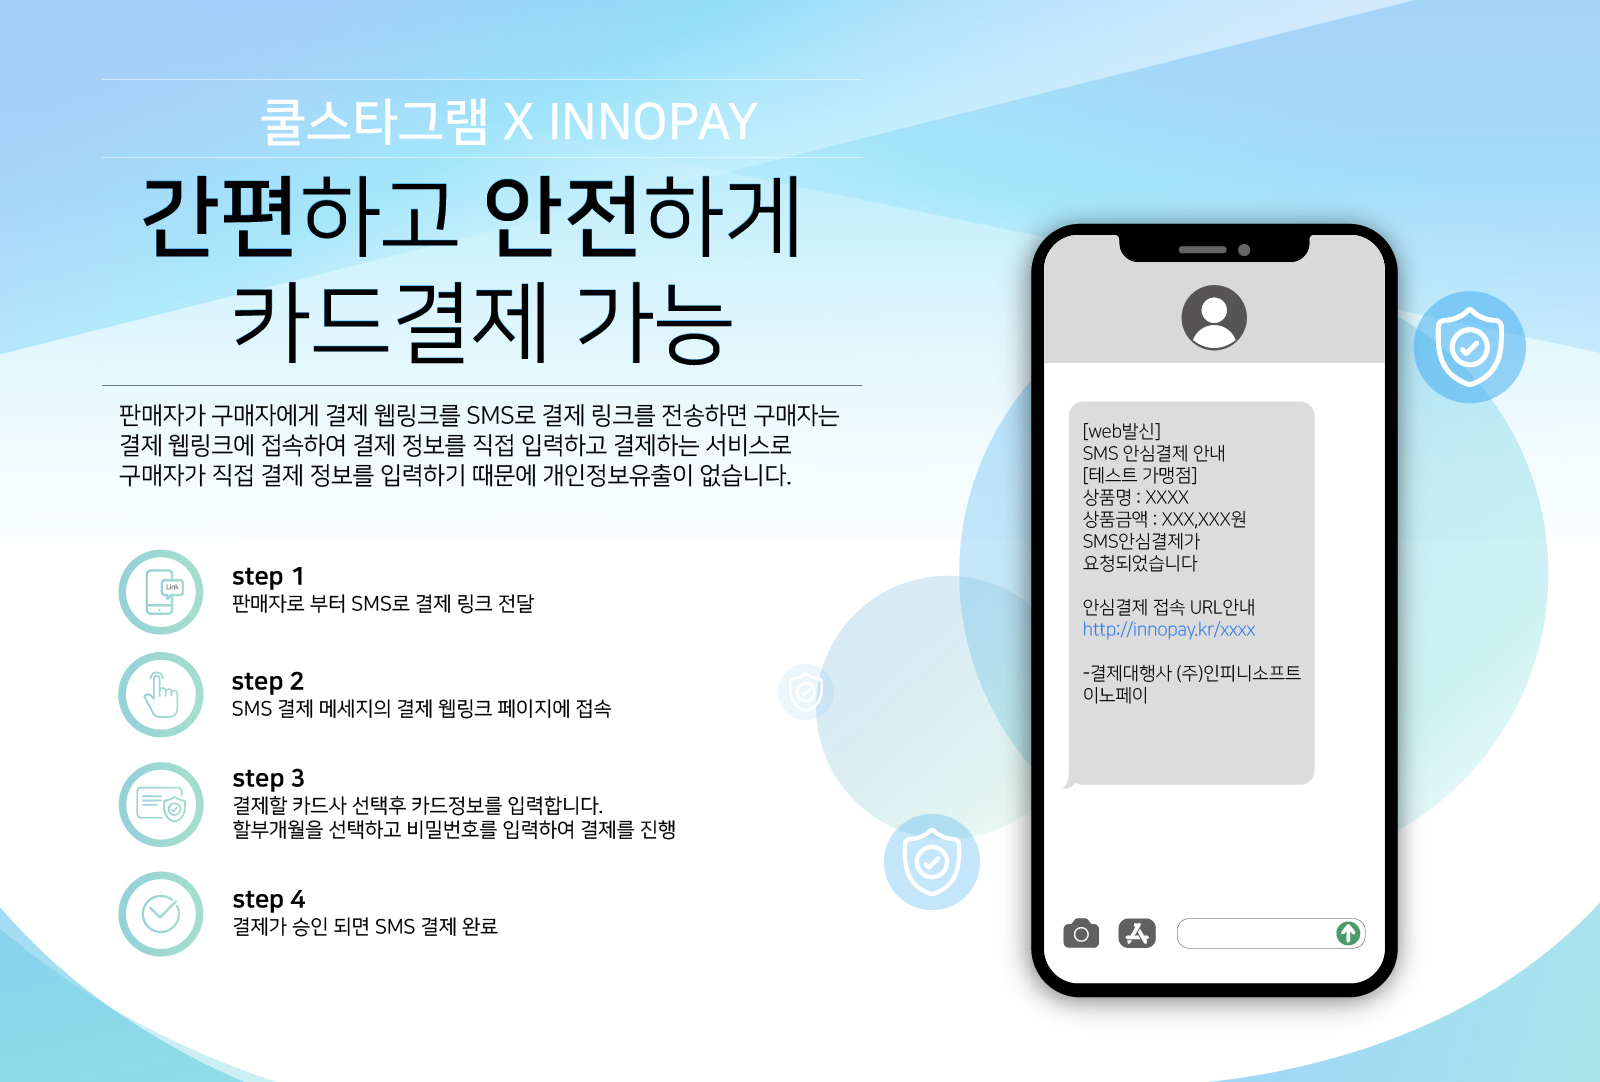 쿨스타그램 X INNOPAY
간편하고 안전하게
카드결제 가능
판매자가 구매자에게 결제 웹링크를 SMS로 결제 링크를 전송하면 구매자는
결제 웹링크에 접속하여 결제 정보를 직접 입력하고 결제하는 서비스로
구매자가 직접 결제 정보를 입력하기 때문에 개인정보유출이 없습니다.
Link
step 1
판매자로 부터 SMS로 결제 링크 전달
step 2
SMS 결제 메세지의 결제 웹링크 페이지에 접속
step 3
결제할 카드사 선택후 카드정보를 입력합니다.
할부개월을 선택하고 비밀번호를 입력하여 결제를 진행
step 4
결제가 승인 되면 SMS 결제 완료
[web발신]
SMS 안심결제 안내
[테스트 가맹점]
상품명 : XXXX
상품금액 : XXX,XXX원
SMS안심결제가
요청되었습니다
안심결제 접속 URL안내
http://innopay.kr/xxxx
-결제대행사 (주)인피니소프트
이노페이